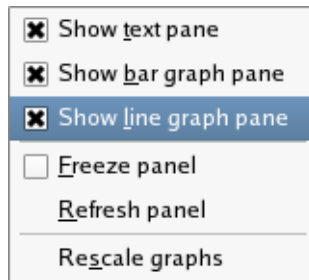 Show text pane
Show bar graph pane
Show line graph pane
Freeze panel
Refresh panel
Rescale graphs